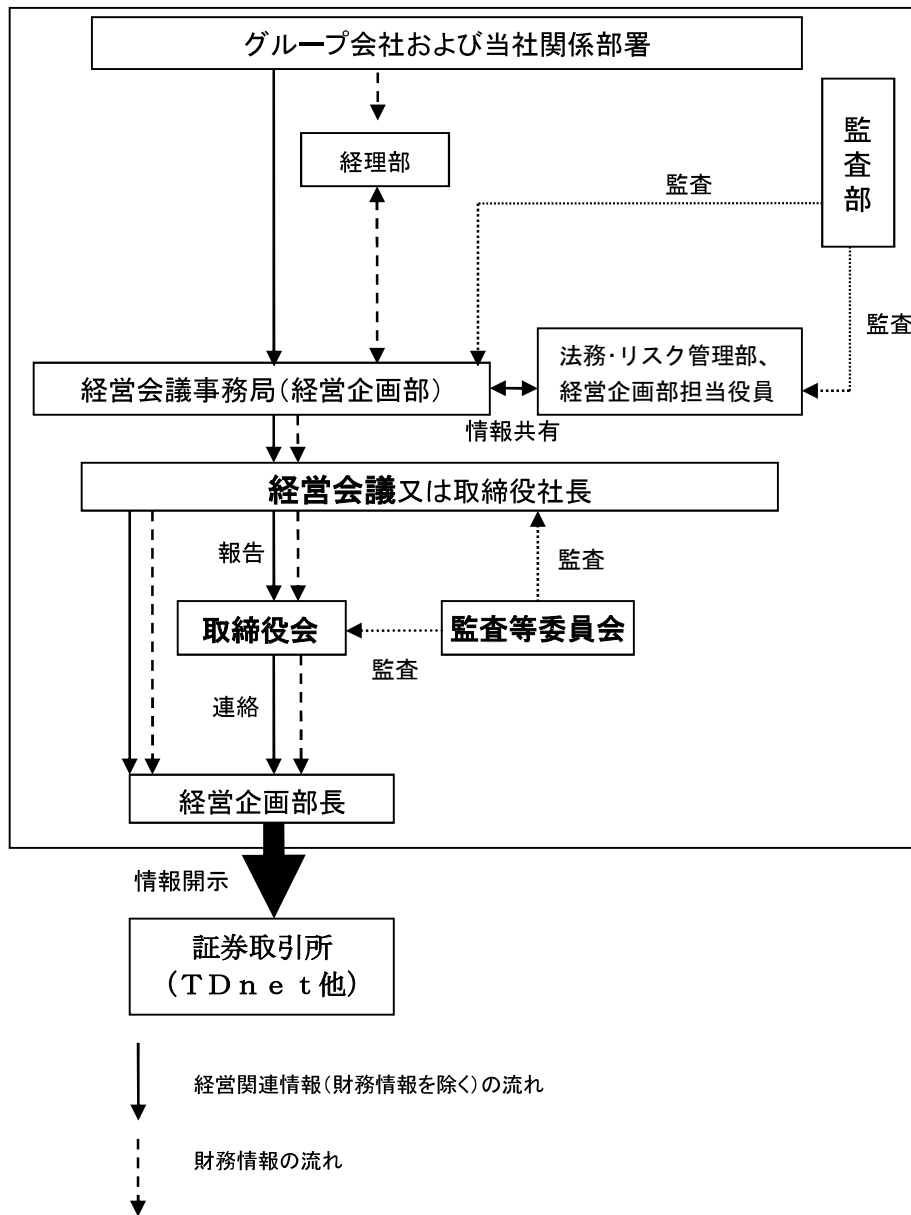 グループ会社および当社関係部署
監査部
経理部
監査
監査
法務・リスク管理部、
経営企画部担当役員
経営会議事務局(経営企画部)
情報共有
経営会議又は取締役社長
報告
監査
取締役会
監査等委員会
監査
連絡
経営企画部長
情報開示
証券取引所
(TDnet他)
経営関連情報(財務情報を除く)の流れ
財務情報の流れ